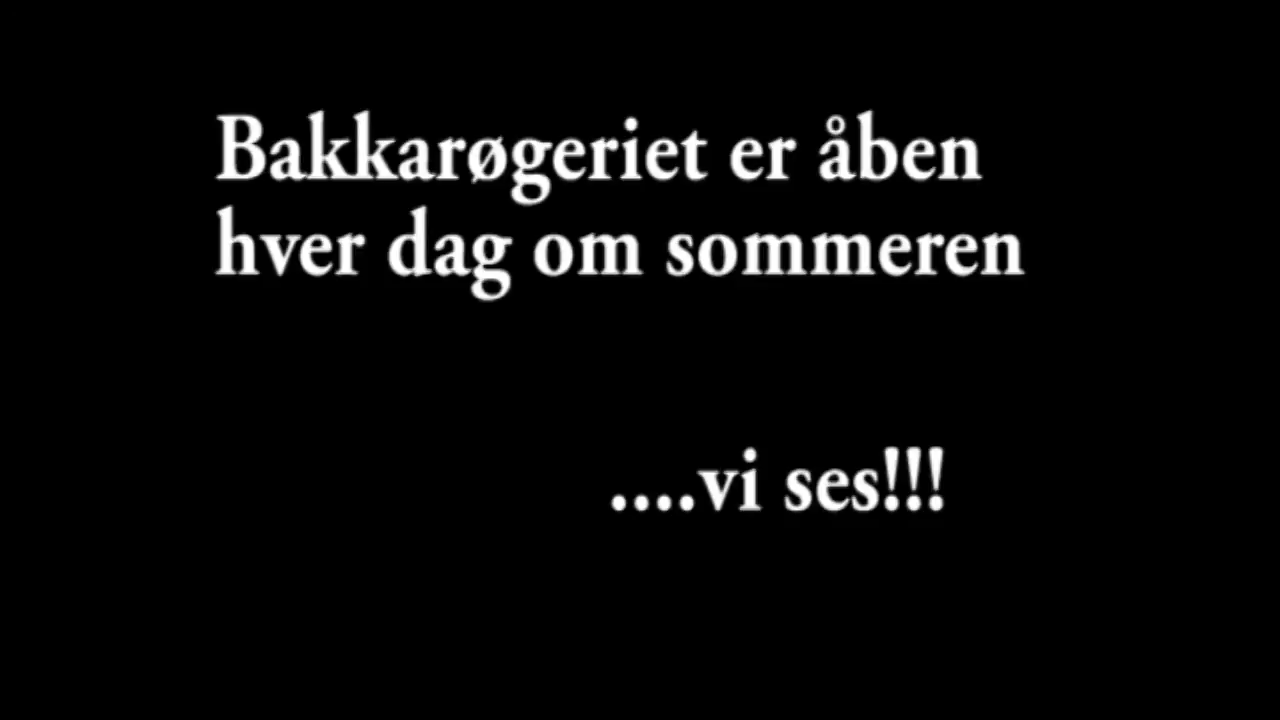 Bakkarøgeriet er åben
hver dag om sommeren
....vi ses!!!